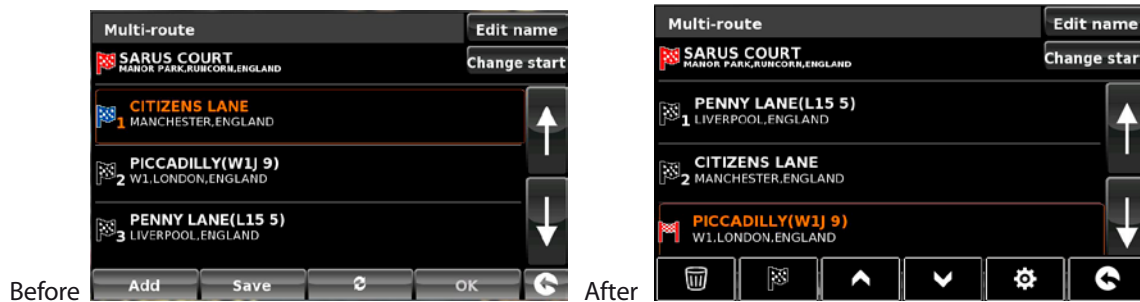 Multi-route
Edit name
SARUS COURT
MANOR PARK,RUNCORN,ENGLAND
Change start
CITIZENS LANE
1 MANCHESTER,ENGLAND
PICCADILLY(W1J 9)
2 W1,LONDON,ENGLAND
PENNY LANE(L15 5)
3 LIVERPOOL,ENGLAND
Add Save OK
Before
Multi-route
Edit name
SARUS COURT
MANOR PARK,RUNCORN,ENGLAND
Change star
PENNY LANE(L15 5)
1 LIVERPOOL,ENGLAND
CITIZENS LANE
2 MANCHESTER,ENGLAND
PICCADILLY(W1J 9)
W1,LONDON,ENGLAND
After